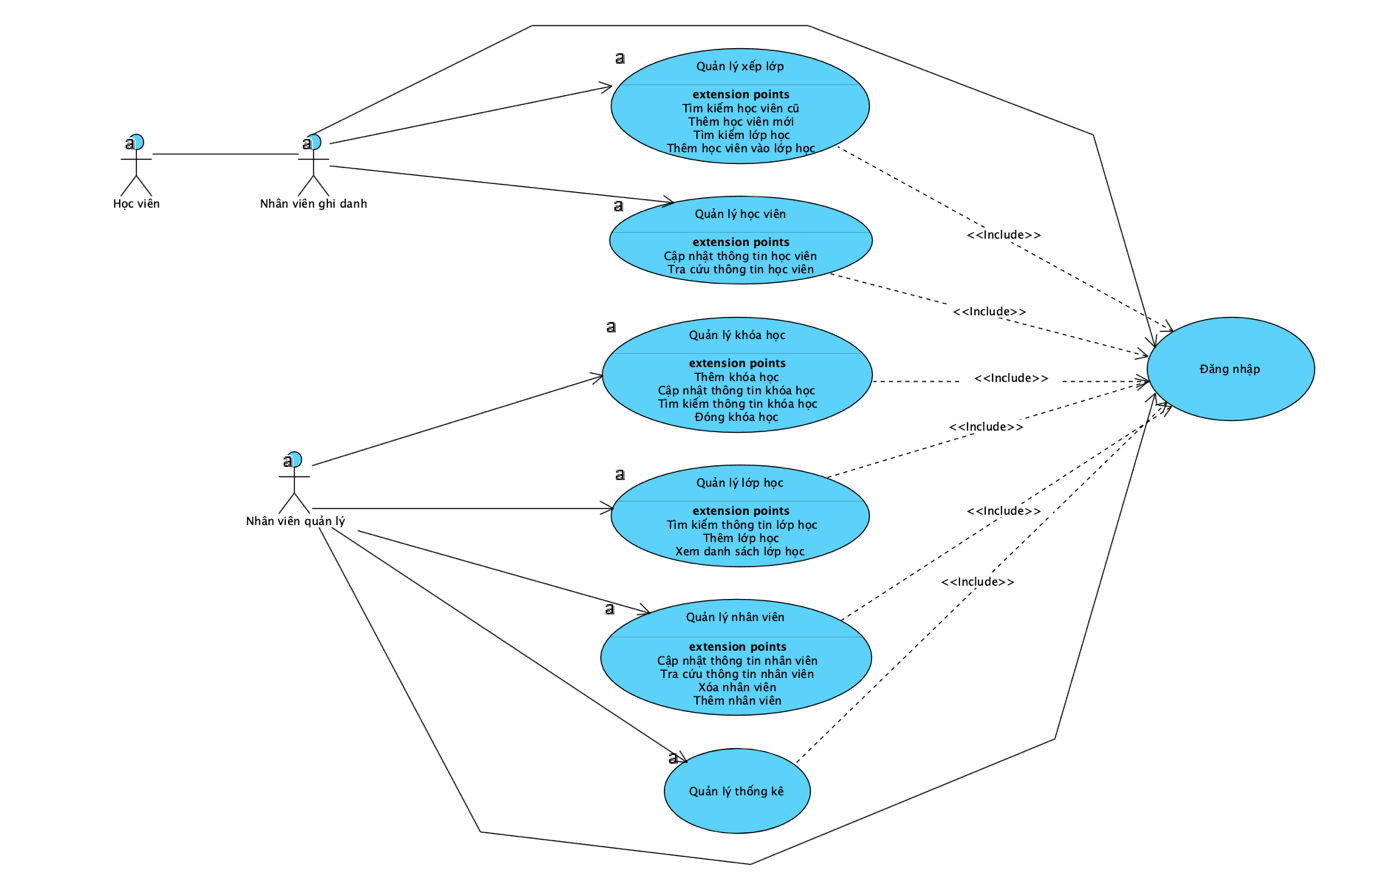 a
Quản lý xếp lớp
extension points
Tìm kiếm học viên cũ
Thêm học viên mới
Tìm kiếm lớp học
Thêm học viên vào lớp học
a
a
Học viên
Nhân viên ghi danh
a
Quản lý học viên
extension points
Cập nhật thông tin học viên
Tra cứu thông tin học viên
<<Include>>
<<Include>>
a
Quản lý khóa học
extension points
Thêm khóa học
Cập nhật thông tin khóa học
Tìm kiếm thông tin khóa học
Đóng khóa học
<<Include>>
Đăng nhập
<<Include>>
a
Nhân viên quản lý
a
Quản lý lớp học
extension points
Tìm kiếm thông tin lớp học
Thêm lớp học
Xem danh sách lớp học
<<Include>>
<<Include>>
a
Quản lý nhân viên
extension points
Cập nhật thông tin nhân viên
Tra cứu thông tin nhân viên
Xóa nhân viên
Thêm nhân viên
a
Quản lý thống kê